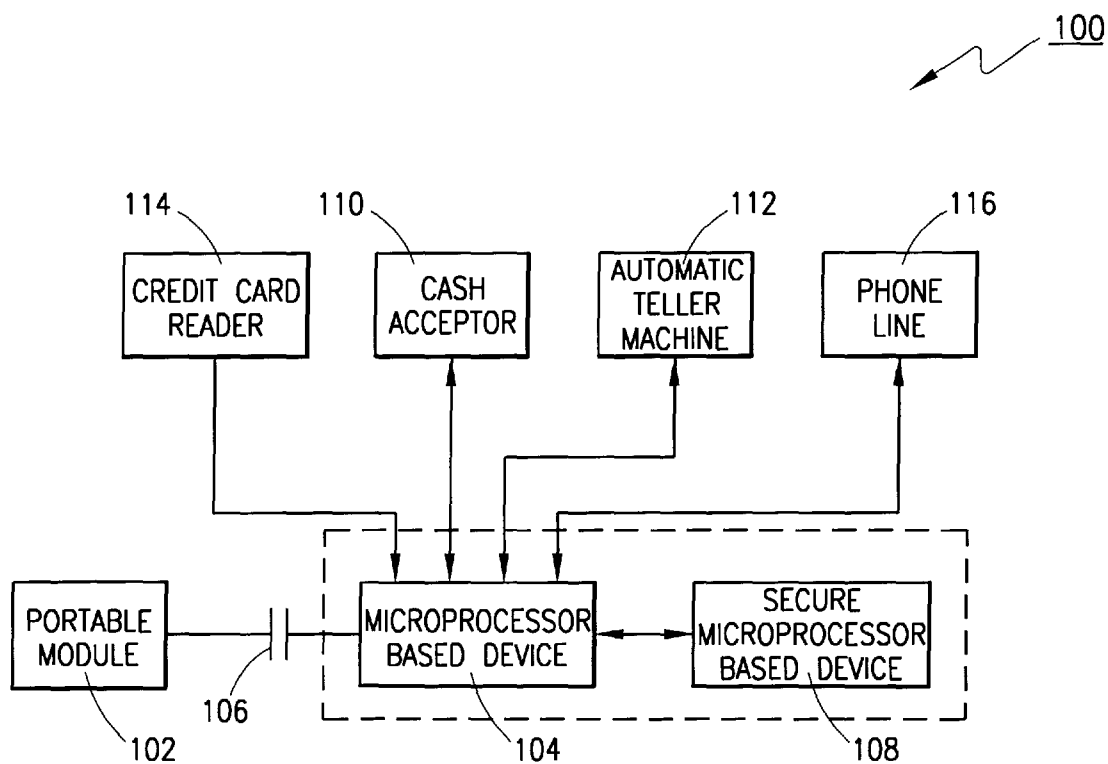 100
114
110
112
116
CREDIT CARD
READER
CASH
ACCEPTOR
AUTOMATIC
TELLER
MACHINE
PHONE
LINE
PORTABLE
MODULE
MICROPROCESSOR
BASED DEVICE
SECURE
MICROPROCESSOR
BASED DEVICE
106
102
104
108